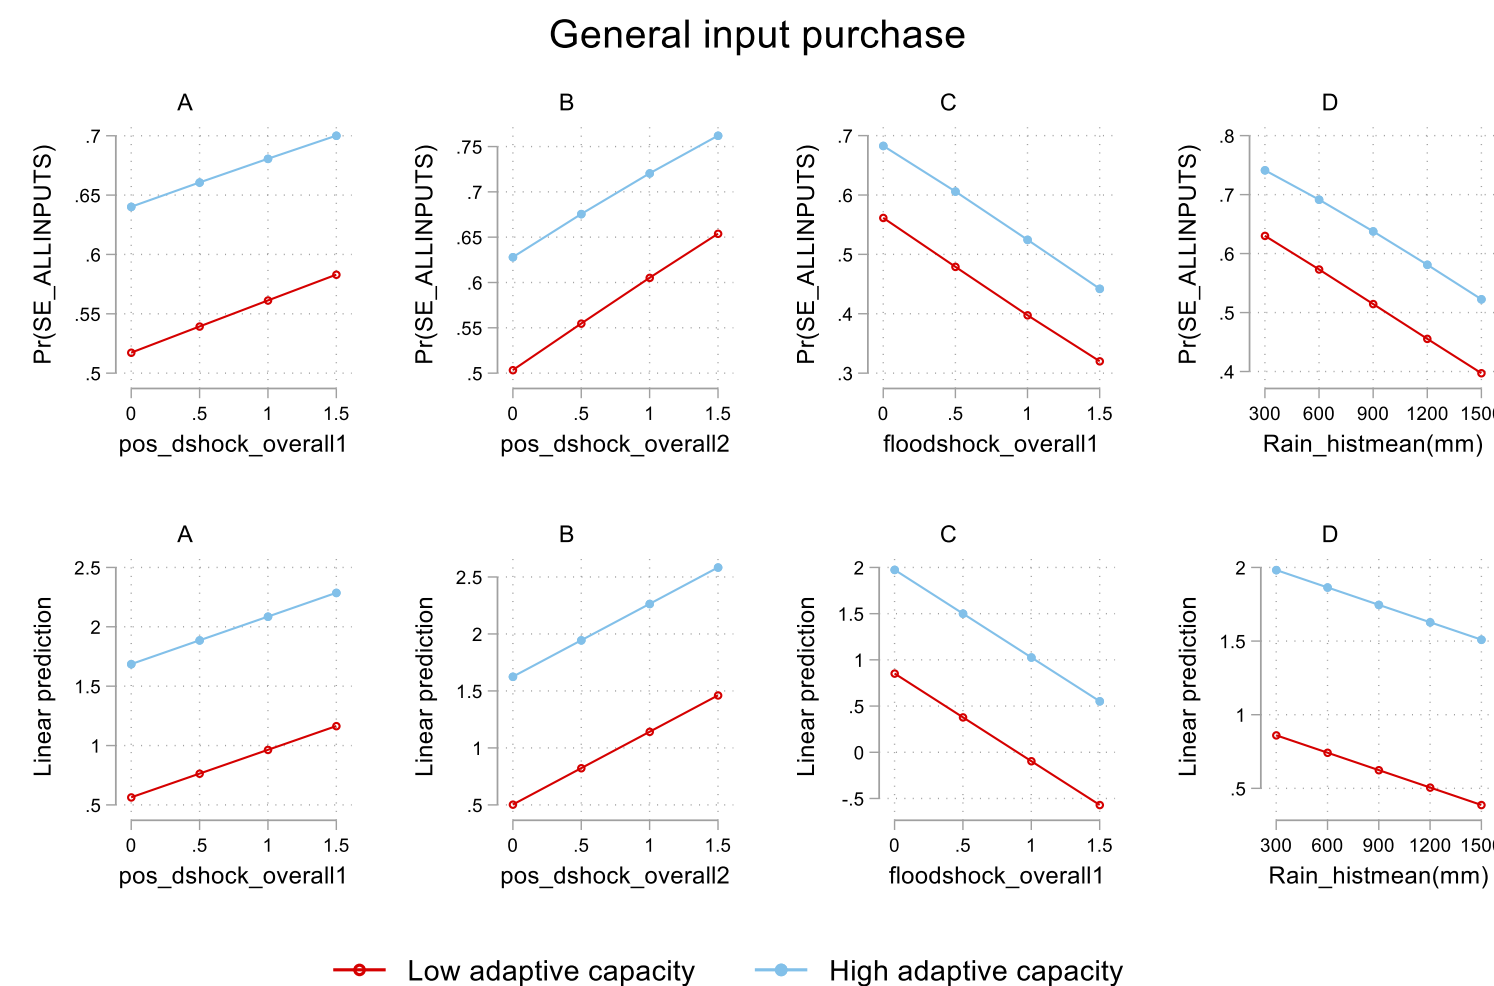 General input purchase
A B C D
Pr(SE_ALLINPUTS)
.7
.65
.6
.55
.5
0 .5 1 1.5
pos_dshock_overall1
Pr(SE_ALLINPUTS)
.75
.7
.65
.6
.55
.5
0 .5 1 1.5
pos_dshock_overall2
Pr(SE_ALLINPUTS)
.7
.6
.5
.4
.3
0 .5 1 1.5
floodshock_overall1
Pr(SE_ALLINPUTS)
.8
.7
.6
.5
.4
300 600 900 1200 1500
Rain_histmean(mm)
A B C D
Linear prediction
2.5
2
1.5
1
.5
0 .5 1 1.5
pos_dshock_overall1
Linear prediction
2.5
2
1.5
1
.5
0 .5 1 1.5
pos_dshock_overall2
Linear prediction
2
1.5
1
.5
0
-.5
0 .5 1 1.5
floodshock_overall1
Linear prediction
2
1.5
1
.5
300 600 900 1200 1500
Rain_histmean(mm)
Low adaptive capacity High adaptive capacity